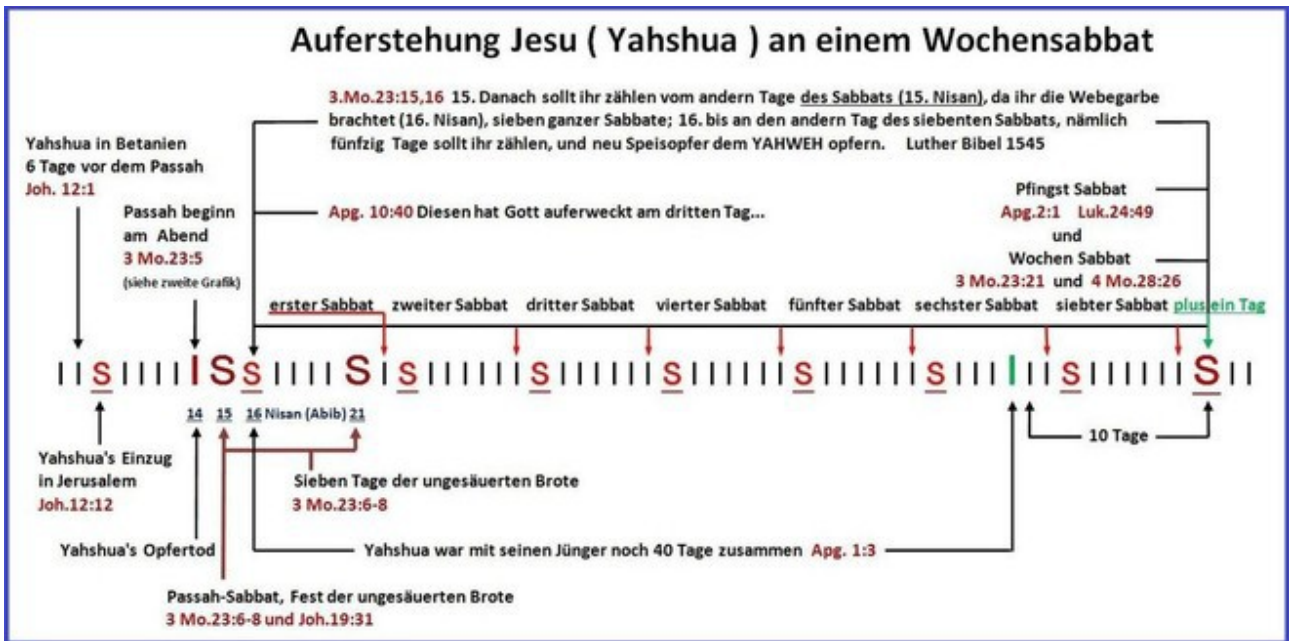 Auferstehung Jesu ( Yahshua ) an einem Wochensabbat
3.Mo.23:15,16 15. Danach sollt ihr zählen vom andern Tage des Sabbats (15. Nisan), da ihr die Webegarbe
brachtet (16. Nisan), sieben ganzer Sabbate; 16. bis an den andern Tag des siebenten Sabbats, nämlich
fünfzig Tage sollt ihr zählen, und neu Speisopfer dem YAHWEH opfern. Luther Bibel 1545
Yahshua in Betanien
6 Tage vor dem Passah
Joh. 12:1
Passah beginn
am Abend
3 Mo.23:5
(siehe zweite Grafik)
Apg. 10:40 Diesen hat Gott auferweckt am dritten Tag...
Pfingst Sabbat
Apg.2:1 Luk.24:49
und
Wochen Sabbat
3 Mo.23:21 und 4 Mo.28:26
erster Sabbat zweiter Sabbat dritter Sabbat vierter Sabbat fünfter Sabbat sechster Sabbat siebter Sabbat plus ein Tag
I I S I I I I I S S I I I I S I S I I I I I I S I I I I I I S I I I I I I S I I I I I I S I I I I I I S I I
14 15 16 Nisan (Abib) 21
10 Tage
Yahshua's Einzug
in Jerusalem
Joh.12:12
Sieben Tage der ungesäuerten Brote
3 Mo.23:6-8
Yahshua's Opfertod
Yahshua war mit seinen Jünger noch 40 Tage zusammen Apg. 1:3
Passah-Sabbat, Fest der ungesäuerten Brote
3 Mo.23:6-8 und Joh.19:31